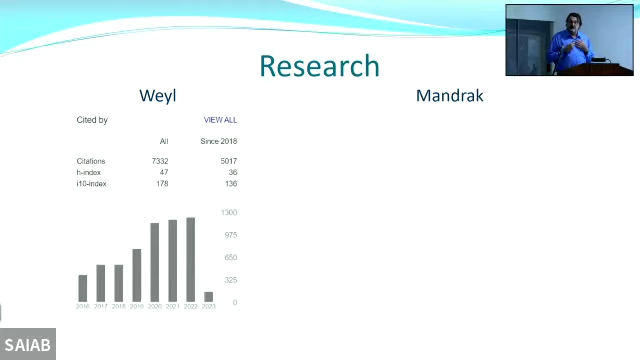 Research
Weyl
Mandrak
Cited by VIEW ALL
All Since 2018
Citations 7332 5017
h-index 47 36
i10-index 178 136
1300
975
650
325
0
2016 2017 2018 2019 2020 2021 2022 2023
SAIAB